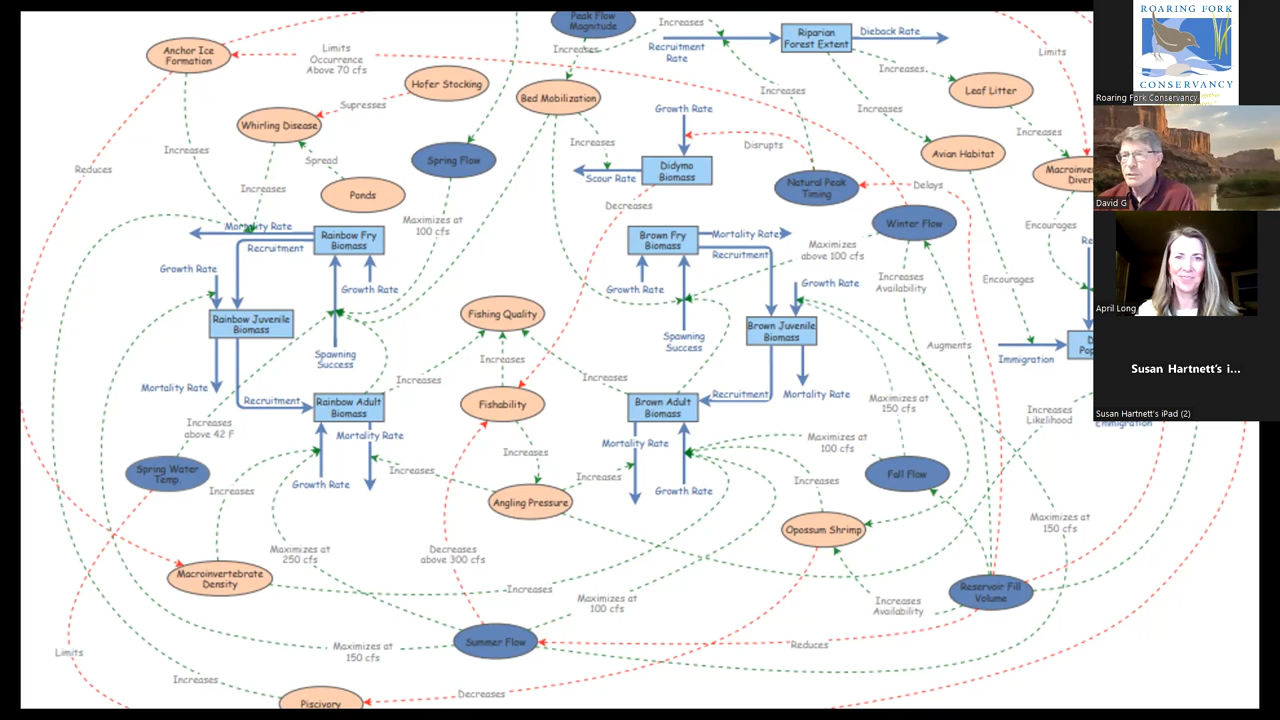 Peak Flow
Magnitude
Increases
Increases
Recruitment
Rate
Riparian
Forest Extent
Dieback Rate
Limits
Anchor Ice
Formation
Limits
Occurrence
Above 70 cfs
Hofer Stocking
Supresses
Whirling Disease
Spread
Ponds
Increases
Increases
Reduces
Bed Mobilization
Increases
Spring Flow
Maximizes at
100 cfs
Growth Rate
Scour Rate
Didymo
Biomass
Decreases
Disrupts
Increases
Natural Peak
Timing
Delays
Increases
Increases
Leaf Litter
Increases
Avian Habitat
Macroinver
Diver
Winter Flow
Encourages
Encourages
Re
Mortality Rate
Recruitment
Rainbow Fry
Biomass
Growth Rate
Growth Rate
Rainbow Juvenile
Biomass
Spawning
Success
Mortality Rate
Recruitment
Rainbow Adult
Biomass
Mortality Rate
Growth Rate
Increases
above 42 F
Spring Water
Temp.
Increases
Increases
Fishing Quality
Increases
Increases
Fishability
Increases
Increases
Increases
Angling Pressure
Brown Fry
Biomass
Mortality Rate
Recruitment
Growth Rate
Maximizes
above 100 cfs
Increases
Availability
Growth Rate
Brown Juvenile
Biomass
Spawning
Success
Augments
Immigration
D
Pop
Recruitment
Mortality Rate
Brown Adult
Biomass
Mortality Rate
Growth Rate
Maximizes at
150 cfs
Increases
Likelihood
Emmigration
Maximizes at
100 cfs
Increases
Fall Flow
Opossum Shrimp
Maximizes at
150 cfs
Maximizes at
250 cfs
Decreases
above 300 cfs
Macroinvertebrate
Density
Increases
Maximizes at
100 cfs
Increases
Availability
Reservoir Fill
Volume
Summer Flow
Reduces
Maximizes at
150 cfs
Limits
Increases
Piscivory
Decreases
ROARING FORK
CONSERVANCY
Roaring Fork Conservancy
David G
April Long
Susan Hartnett's i...
Susan Hartnett's iPad (2)